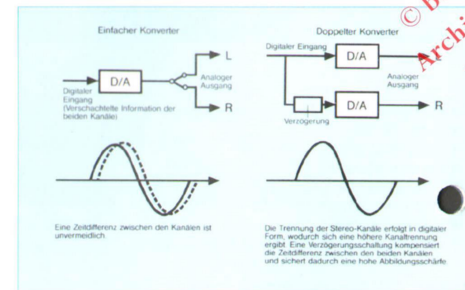 Einfacher Konverter
D/A
L
R
Analoger
Ausgang
Digitaler
Eingang
(Verschachtelte Information der
beiden Kanäle)
Eine Zeitdifferenz zwischen den Kanälen ist
unvermeidlich.
Doppelter Konverter
Digitaler Eingang
D/A
Analoger
Ausgang
D/A
R
Verzögerung
Die Trennung der Stereo-Kanäle erfolgt in digitaler
Form, wodurch sich eine höhere Kanaltrennung
ergibt. Eine Verzögerungsschaltung kompensiert
die Zeitdifferenz zwischen den beiden Kanälen
und sichert dadurch eine hohe Abbildungsschärfe.
©